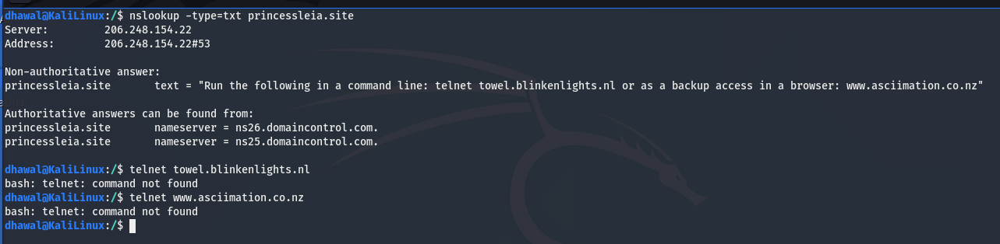 dhawal@KaliLinux:/$ nslookup -type=txt princessleia.site
Server:         206.248.154.22
Address:        206.248.154.22#53
Non-authoritative answer:
princessleia.site       text = "Run the following in a command line: telnet towel.blinkenlights.nl or as a backup access in a browser: www.asciimation.co.nz"
Authoritative answers can be found from:
princessleia.site       nameserver = ns26.domaincontrol.com.
princessleia.site       nameserver = ns25.domaincontrol.com.
dhawal@KaliLinux:/$ telnet towel.blinkenlights.nl
bash: telnet: command not found
dhawal@KaliLinux:/$ telnet www.asciimation.co.nz
bash: telnet: command not found
dhawal@KaliLinux:/$